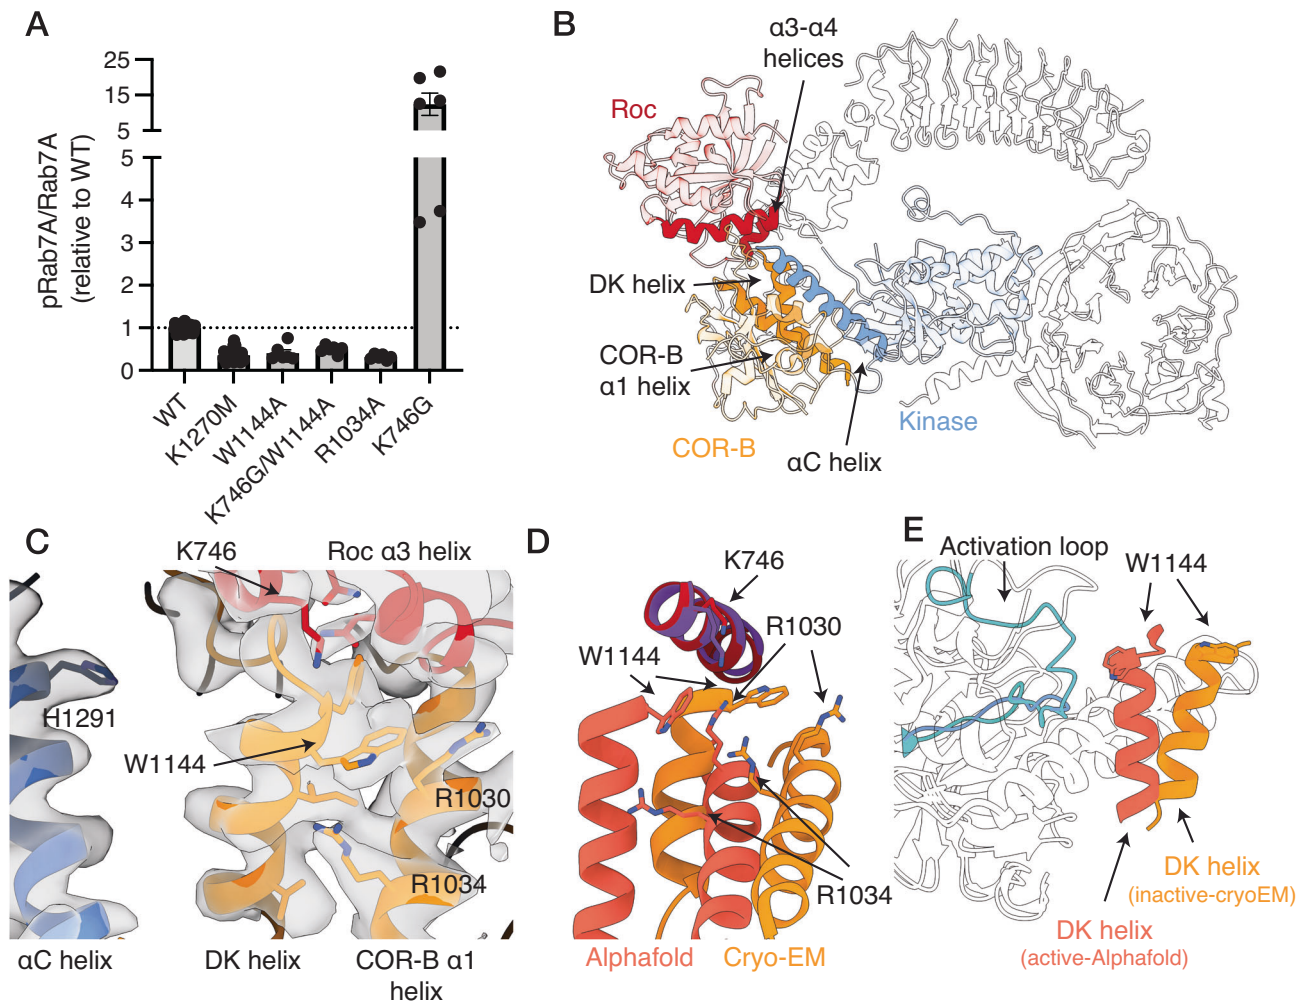 A
pRab7A/Rab7A
(relative to WT)
25
15
5
5
4
3
2
1
0
WT
K1270M
W1144A
K746G/W1144A
R1034A
K746G
B
α3-α4
helices
Roc
DK helix
COR-B
α1 helix
COR-B
αC helix
Kinase
C
K746
Roc α3 helix
H1291
W1144
R1030
R1034
αC helix
DK helix
COR-B α1
helix
D
K746
R1030
W1144
R1034
Alphafold
Cryo-EM
E
Activation loop
W1144
DK helix
(inactive-cryoEM)
DK helix
(active-Alphafold)